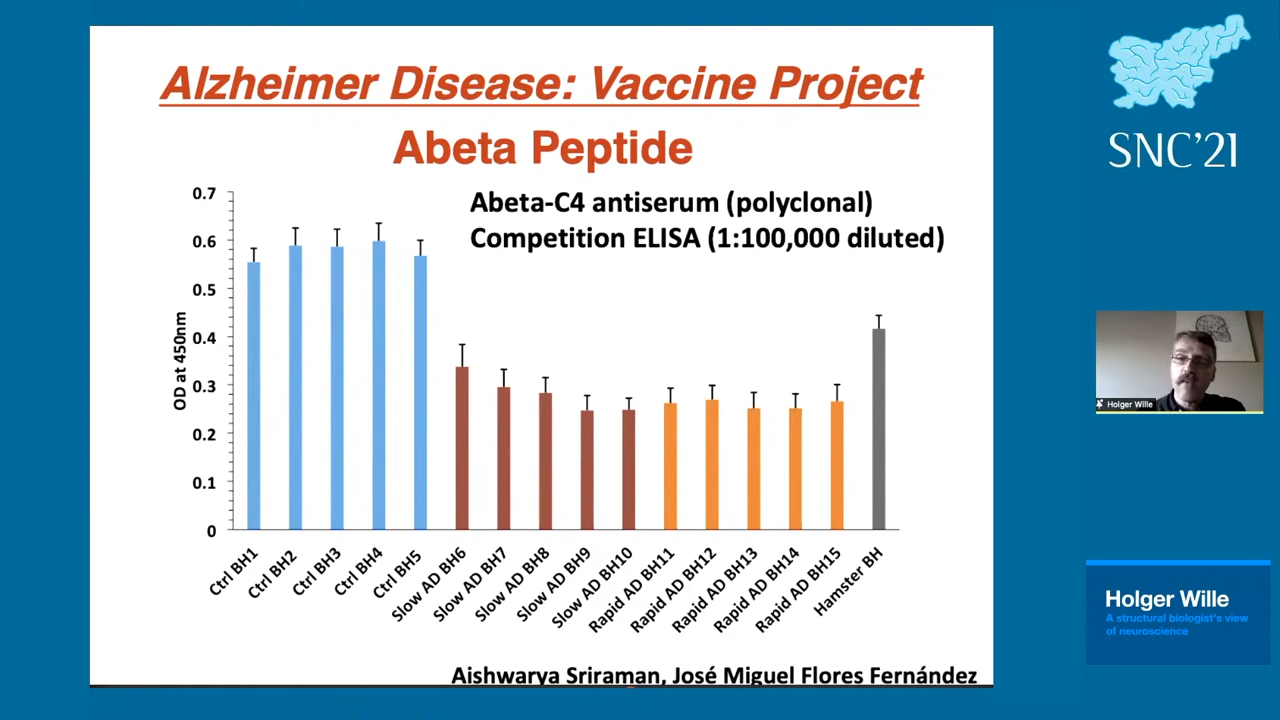 Alzheimer Disease: Vaccine Project
Abeta Peptide
Abeta-C4 antiserum (polyclonal)
Competition ELISA (1:100,000 diluted)
OD at 450nm
0.7
0.6
0.5
0.4
0.3
0.2
0.1
0
Ctrl BH1
Ctrl BH2
Ctrl BH3
Ctrl BH4
Ctrl BH5
Slow AD BH6
Slow AD BH7
Slow AD BH8
Slow AD BH9
Slow AD BH10
Rapid AD BH11
Rapid AD BH12
Rapid AD BH13
Rapid AD BH14
Rapid AD BH15
Hamster BH
Aishwarya Sriraman, José Miguel Flores Fernández
SNC'21
Holger Wille
Holger Wille
A structural biologist's view
of neuroscience